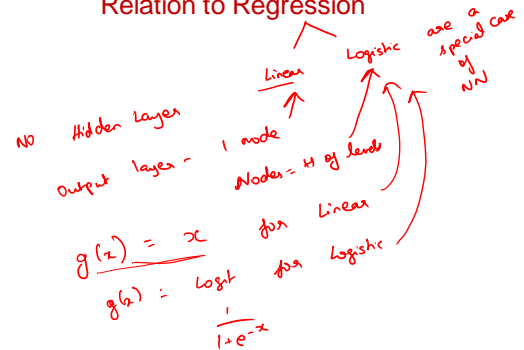 Relation to Regression
Linear Logistic are a special case of NN
No Hidden Layer
Output layer - 1 node
Nodes = # of levels
g(x) = x for Linear
g(x) = Logit for Logistic
1 / 1+e^-x